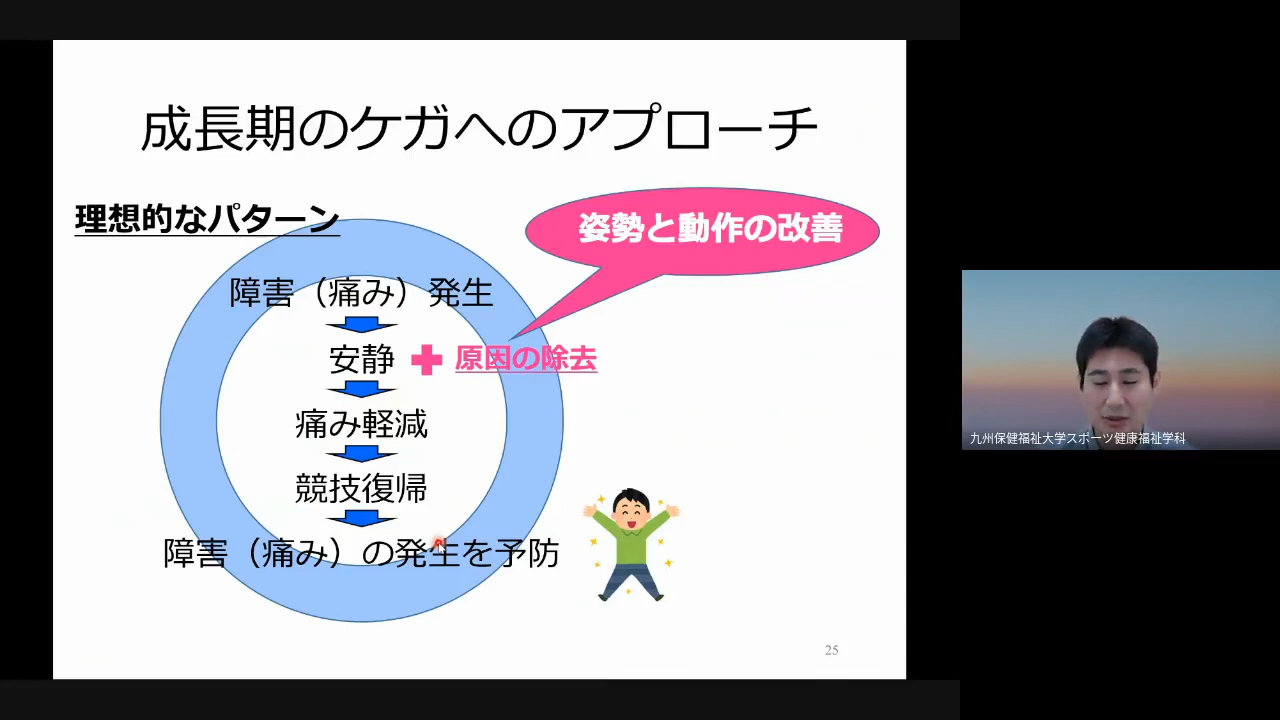 成長期のケガへのアプローチ
理想的なパターン
姿勢と動作の改善
障害（痛み）発生
安静 + 原因の除去
痛み軽減
競技復帰
障害（痛み）の発生を予防
25
九州保健福祉大学スポーツ健康福祉学科